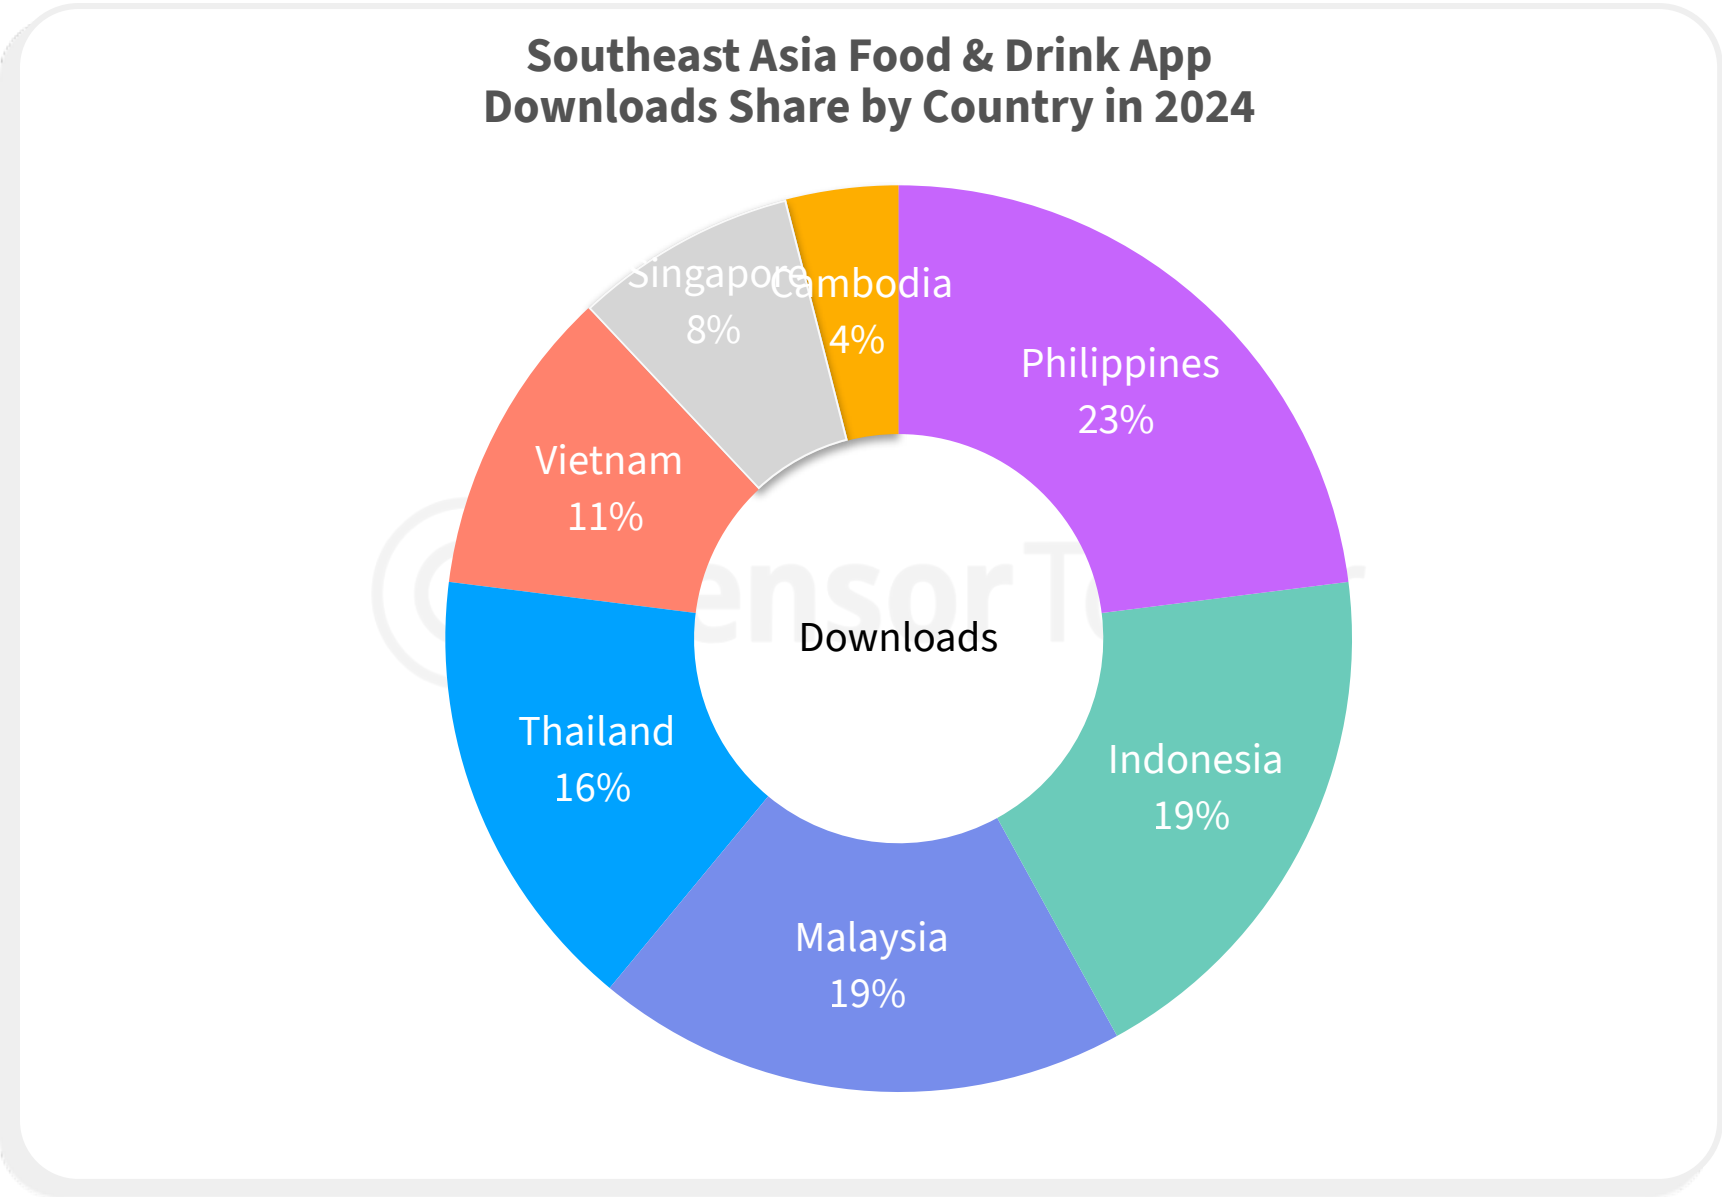 Southeast Asia Food & Drink App
Downloads Share by Country in 2024
Singapore
8%
Cambodia
4%
Philippines
23%
Vietnam
11%
Downloads
Thailand
16%
Indonesia
19%
Malaysia
19%